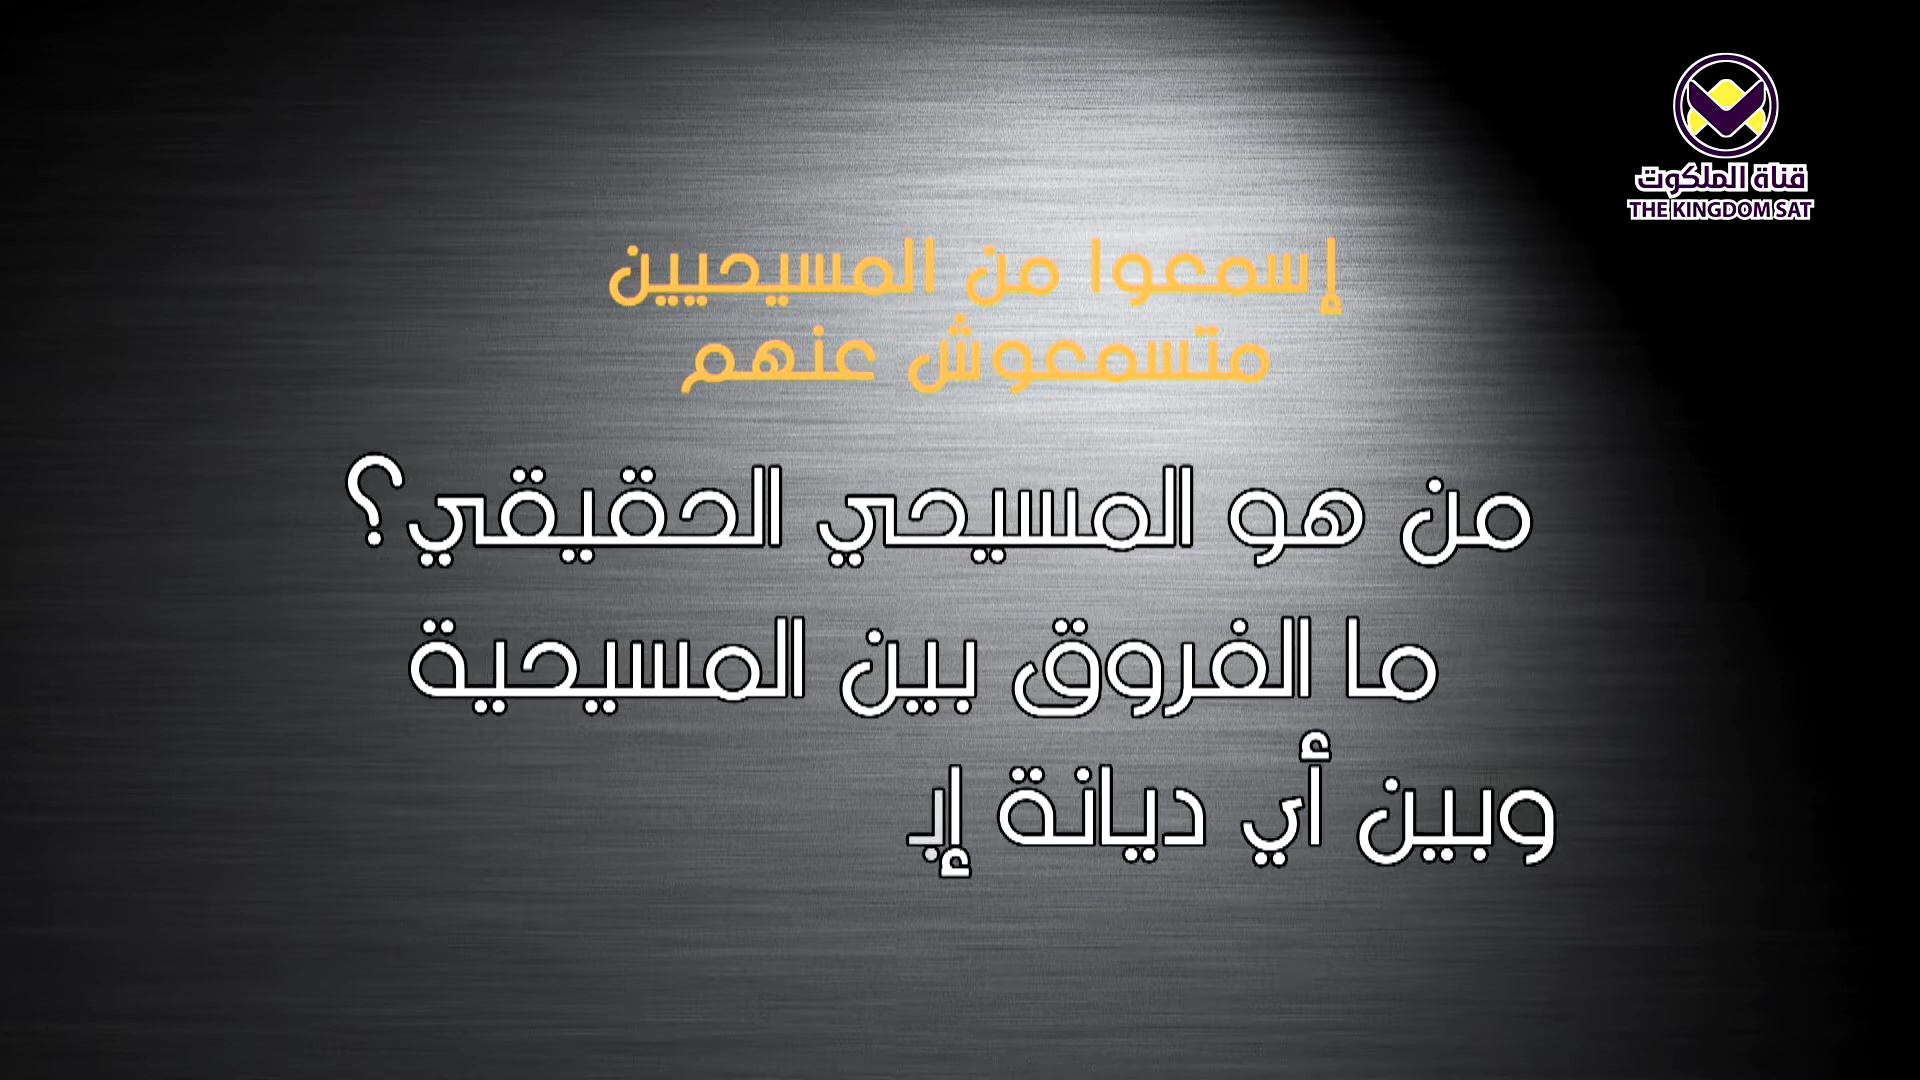 قناة الملكوت
THE KINGDOM SAT
إسمعوا من المسيحيين
متسمعوش عنهم
من هو المسيحي الحقيقي؟
ما الفروق بين المسيحية
وبين أي ديانة إبـ